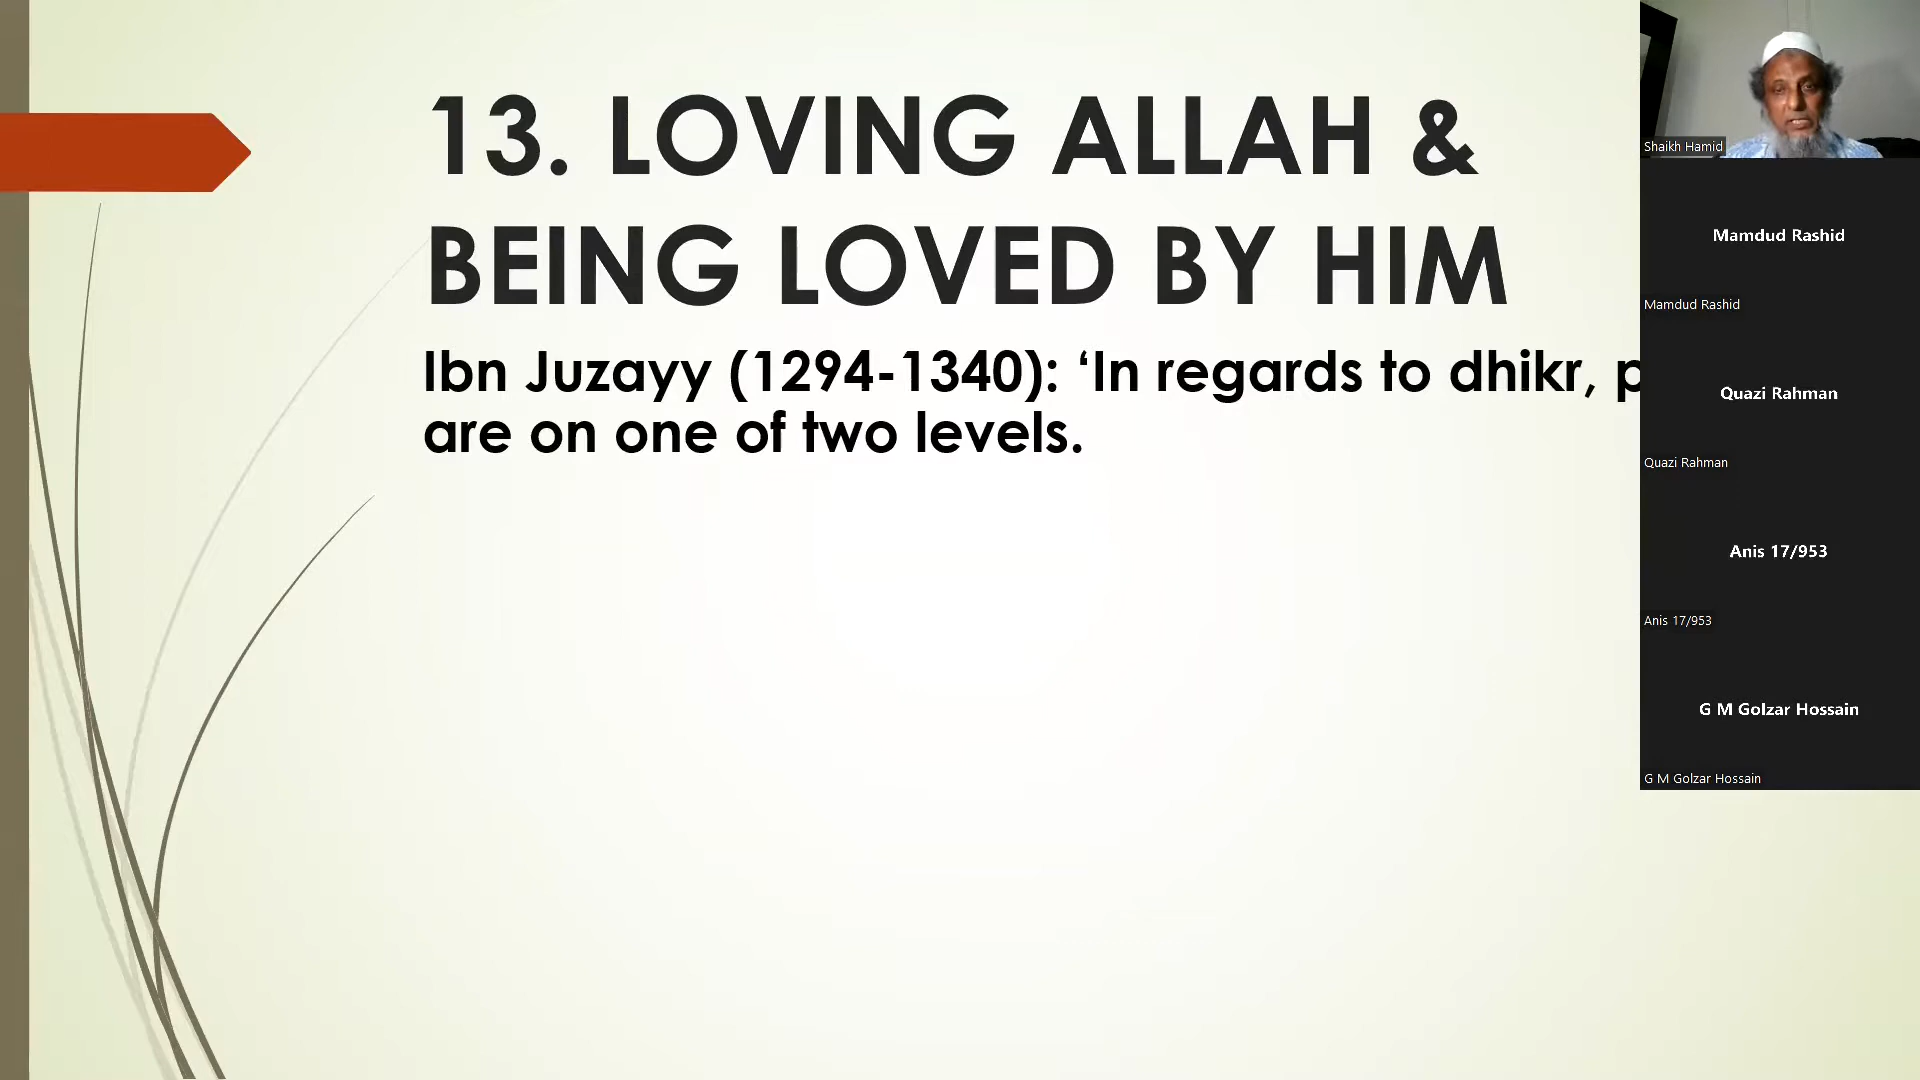 13. LOVING ALLAH &
BEING LOVED BY HIM
Ibn Juzayy (1294-1340): ‘In regards to dhikr, p
are on one of two levels.
Shaikh Hamid
Mamdud Rashid
Mamdud Rashid
Quazi Rahman
Quazi Rahman
Anis 17/953
Anis 17/953
G M Golzar Hossain
G M Golzar Hossain